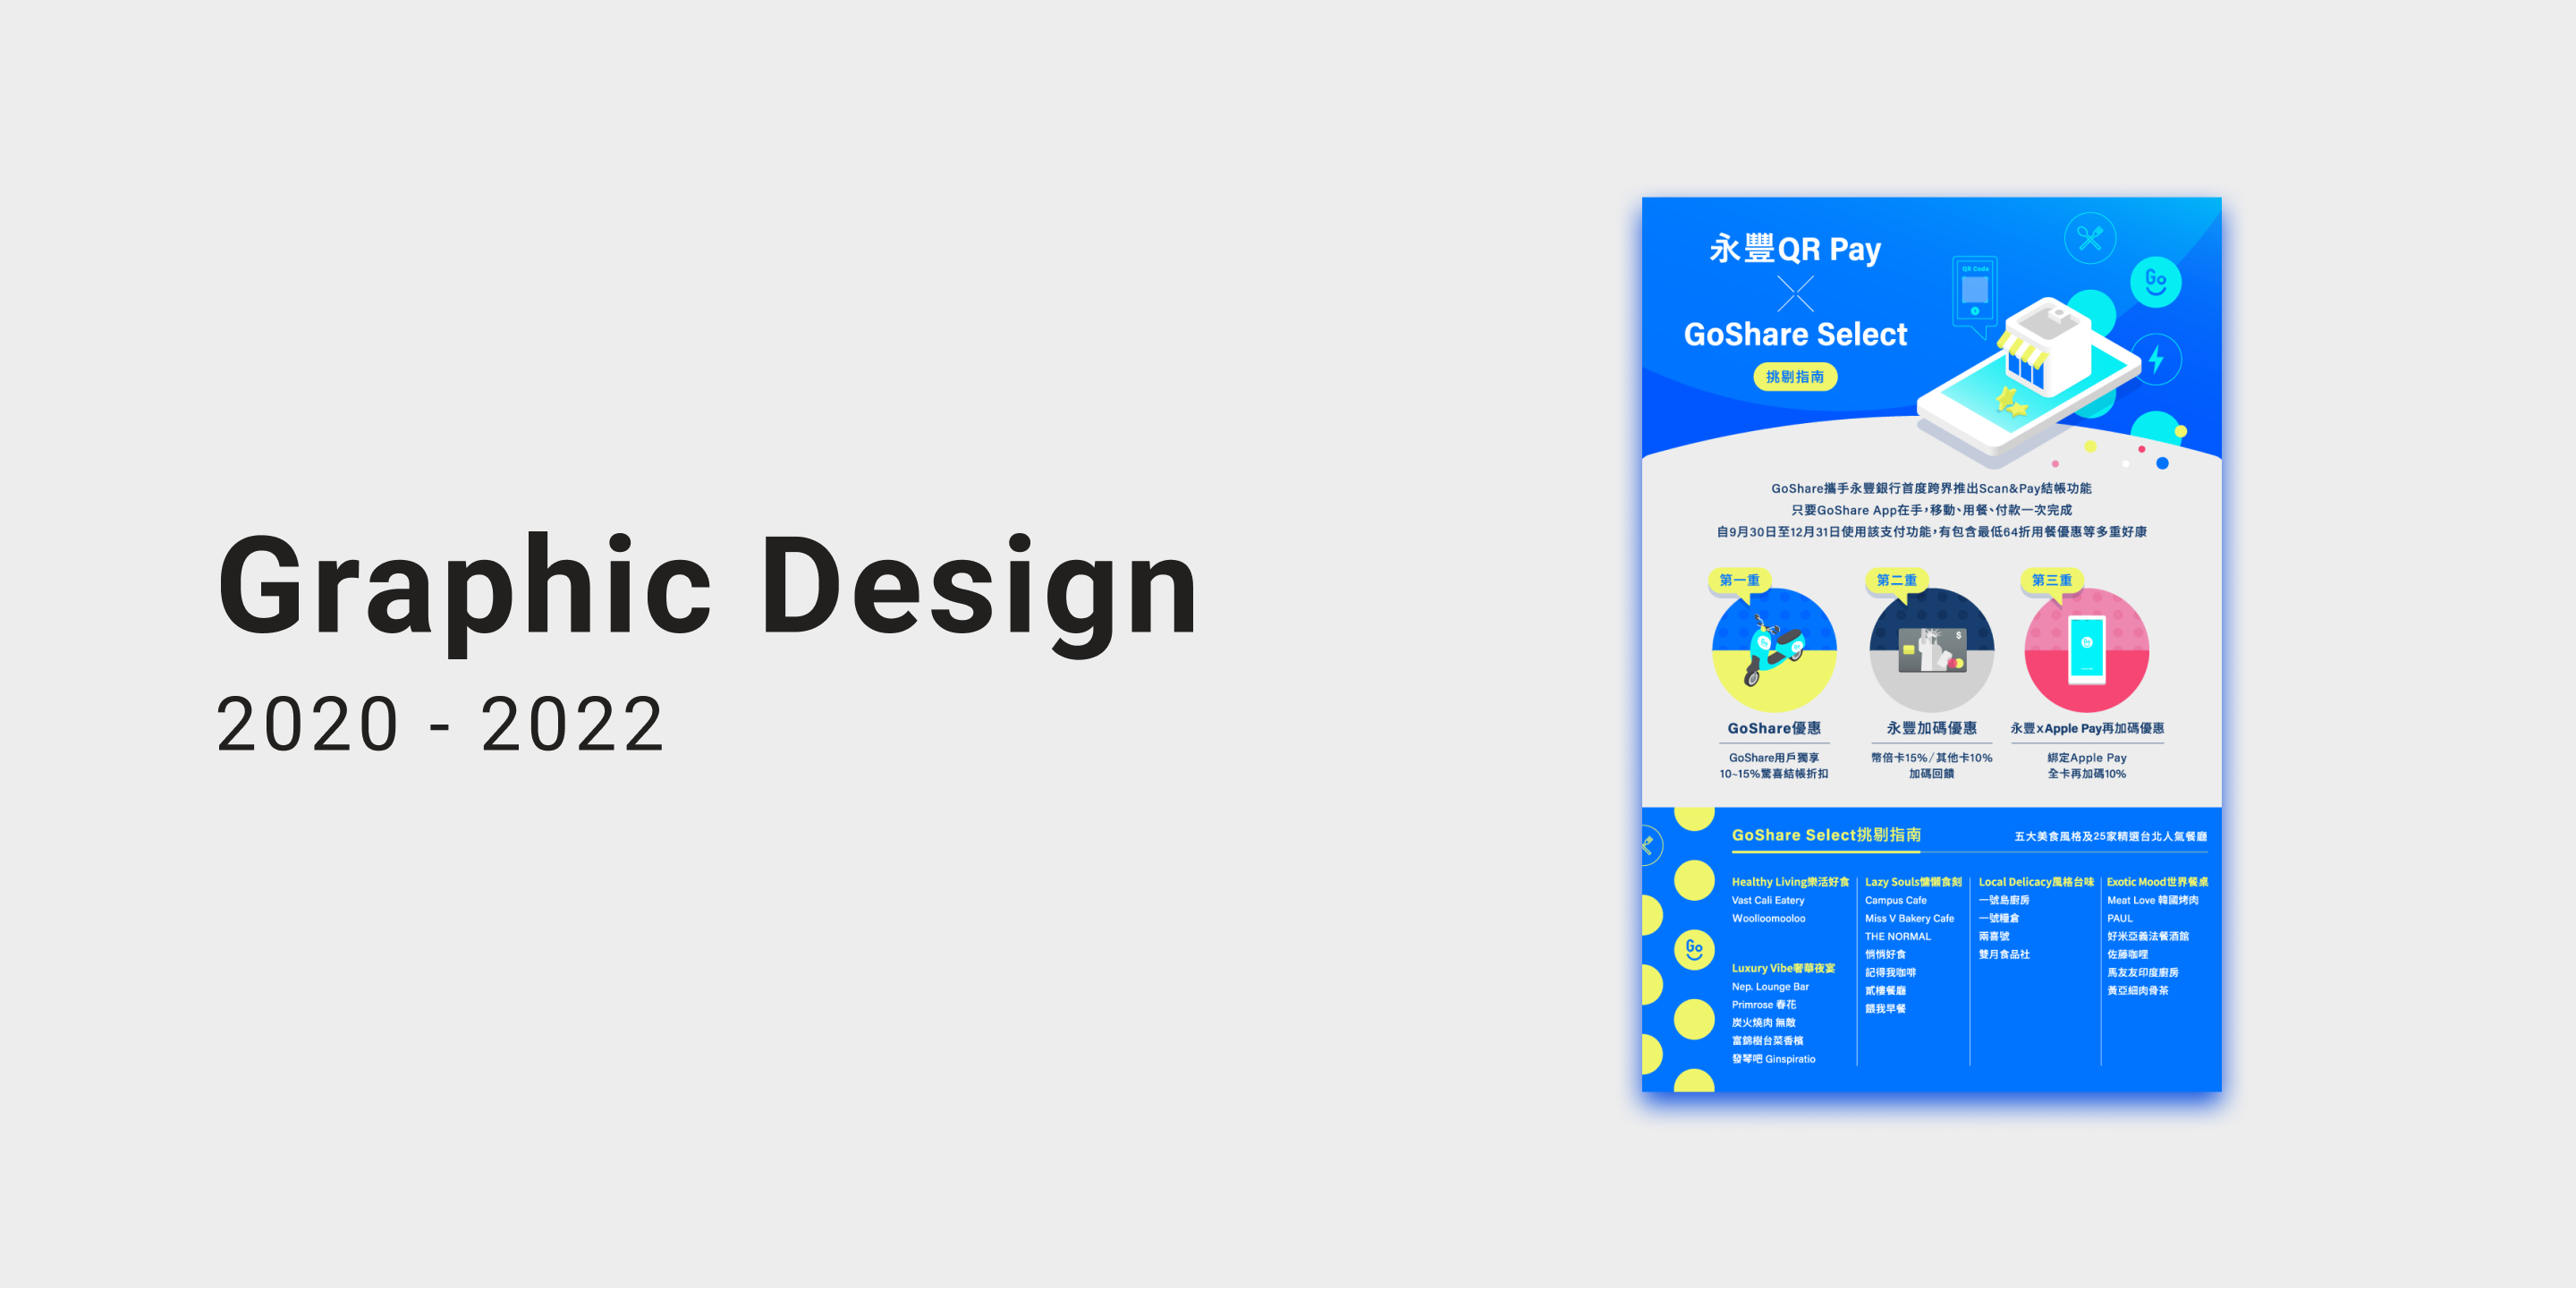 Graphic Design
2020 - 2022
永豐QR Pay
GoShare Select
挑剔指南
QR Code
Go
GoShare攜手永豐銀行首度跨界推出Scan&Pay結帳功能
只要GoShare App在手，移動、用餐、付款一次完成
自9月30日至12月31日使用該支付功能，有包含最低64折用餐優惠等多重好康
第一重
第二重
第三重
$
GoShare優惠
GoShare用戶獨享
10~15%驚喜結帳折扣
永豐加碼優惠
幣倍卡15%/其他卡10%
加碼回饋
永豐xApple Pay再加碼優惠
綁定Apple Pay
全卡再加碼10%
GoShare Select挑剔指南
五大美食風格及25家精選台北人氣餐廳
Healthy Living樂活好食
Vast Cali Eatery
Woolloomooloo
Luxury Vibe奢華夜宴
Nep. Lounge Bar
Primrose 春花
炭火燒肉 無敵
富錦樹台菜香檳
發琴吧 Ginspiratio
Lazy Souls慵懶食刻
Campus Cafe
Miss V Bakery Cafe
THE NORMAL
悄悄好食
記得我咖啡
貳樓餐廳
餵我早餐
Local Delicacy風格台味
一號島廚房
一號糧倉
兩喜號
雙月食品社
Exotic Mood世界餐桌
Meat Love 韓國烤肉
PAUL
好米亞義法餐酒館
佐藤咖哩
馬友友印度廚房
黃亞細肉骨茶
Go